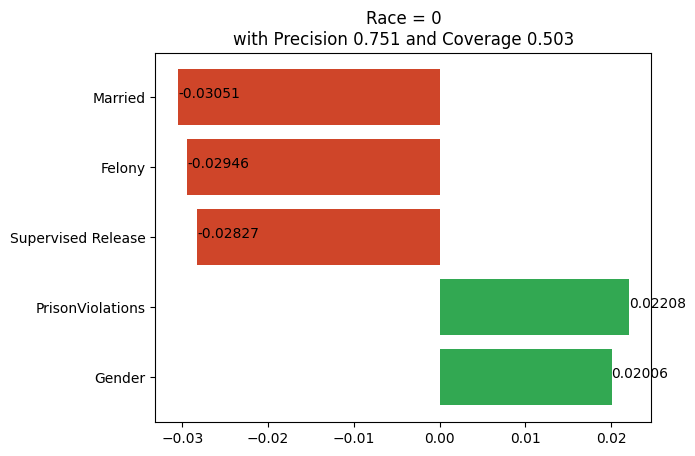 Race = 0
with Precision 0.751 and Coverage 0.503
Married
-0.03051
Felony
-0.02946
Supervised Release
-0.02827
PrisonViolations
0.02208
Gender
0.02006
−0.03 −0.02 −0.01 0.00 0.01 0.02